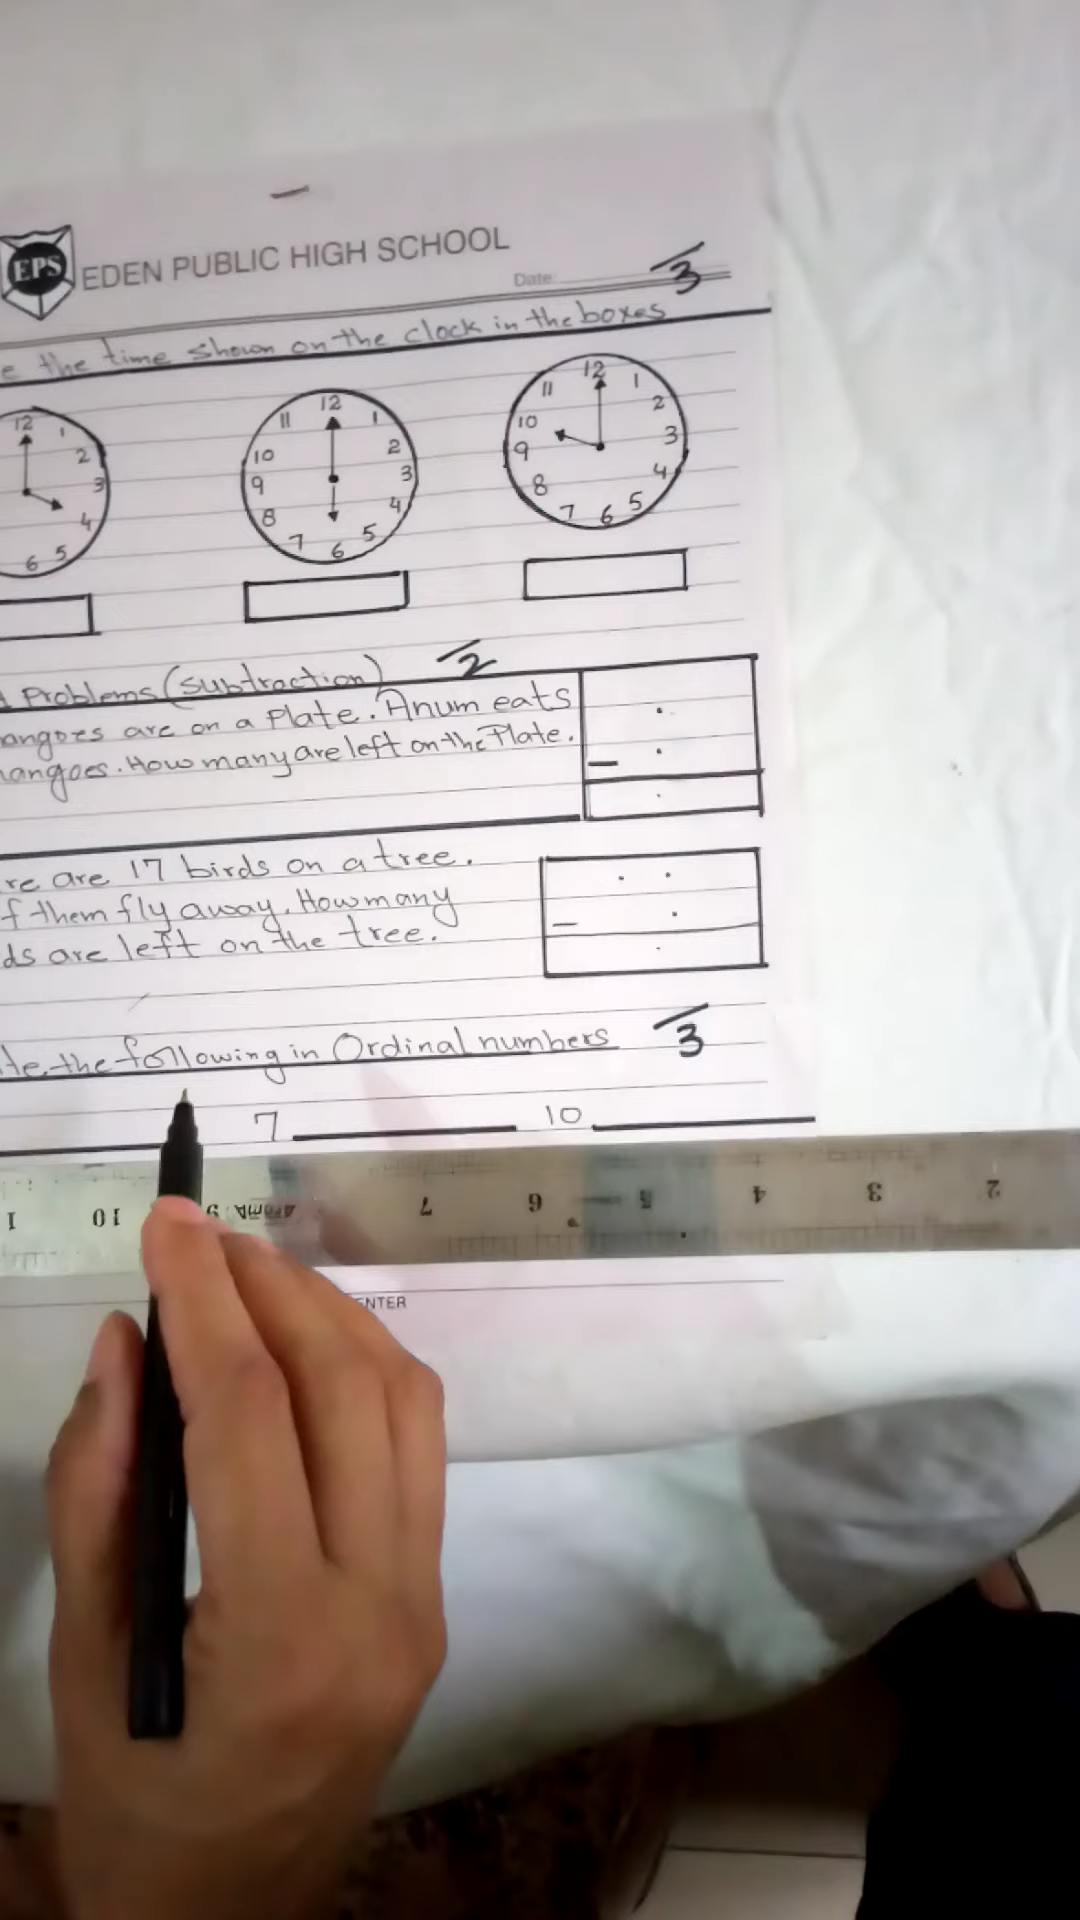 EPS EDEN PUBLIC HIGH SCHOOL
Date: 3
the time shown on the clock in the boxes
12 1 2 3 4 5 6
12 1 2 3 4 5 6 7 8 9 10 11
12 1 2 3 4 5 6 7 8 9 10 11
Problems (subtraction) 2
angoes are on a Plate. Anum eats
angoes. How many are left on the Plate.
—
re are 17 birds on a tree.
f them fly away. How many
ds are left on the tree.
—
te the following in Ordinal numbers 3
7 10
1 10 9 7 6 5 4 3 2
ENTER